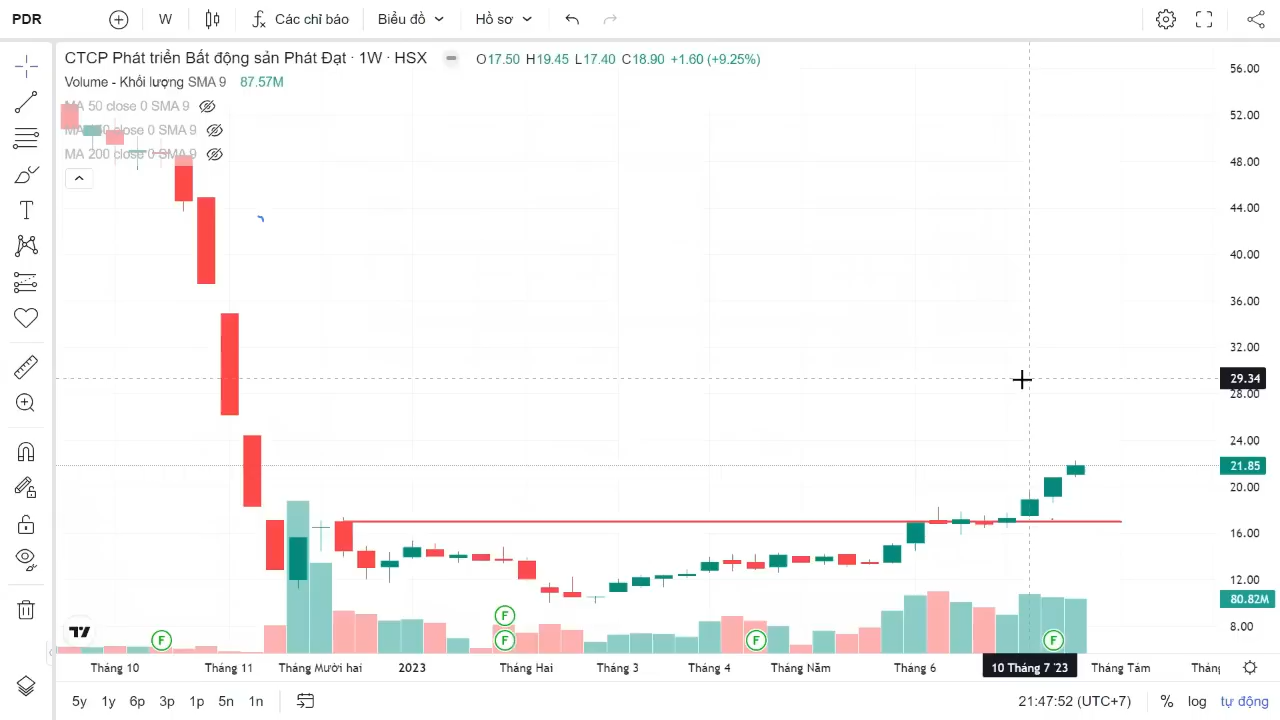 PDR W Các chỉ báo Biểu đồ Hồ sơ
CTCP Phát triển Bất động sản Phát Đạt · 1W · HSX O17.50 H19.45 L17.40 C18.90 +1.60 (+9.25%)
Volume - Khối lượng SMA 9 87.57M
MA 50 close 0 SMA 9
close 0 SMA 9
MA 200 close 0 SMA 9
56.00
52.00
48.00
44.00
40.00
36.00
32.00
29.34
28.00
24.00
21.85
20.00
16.00
12.00
80.82M
8.00
F
F F F F
Tháng 10 Tháng 11 Tháng Mười hai 2023 Tháng Hai Tháng 3 Tháng 4 Tháng Năm Tháng 6 10 Tháng 7 '23 Tháng Tám
5y 1y 6p 3p 1p 5n 1n 21:47:52 (UTC+7) % log tự động